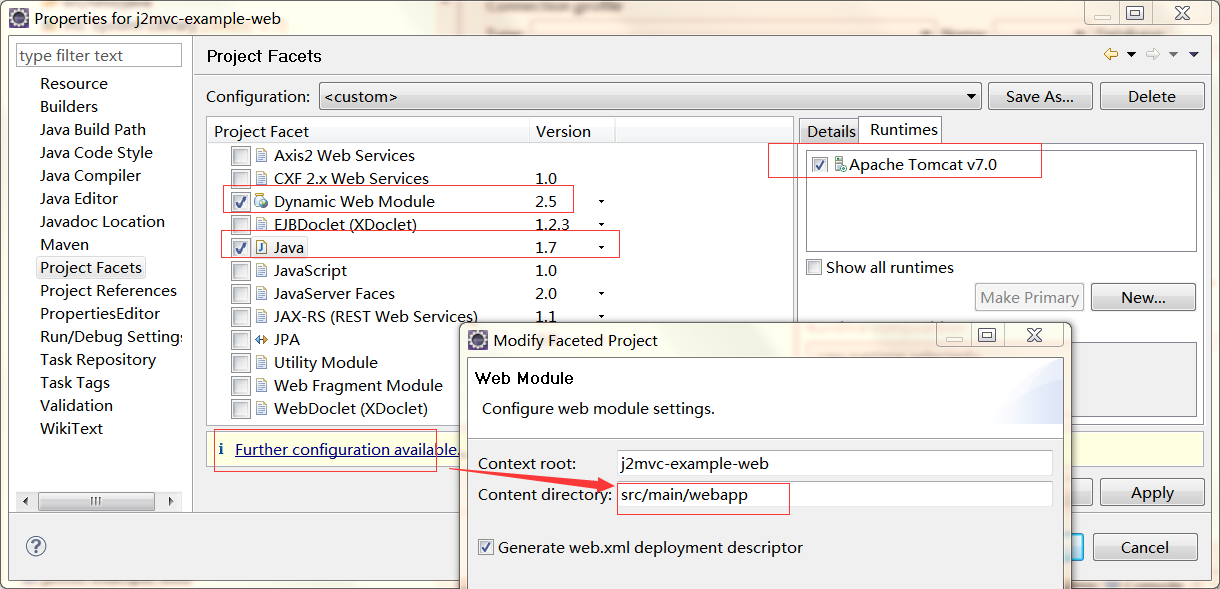 Properties for j2mvc-example-web
type filter text
Resource
Builders
Java Build Path
Java Code Style
Java Compiler
Java Editor
Javadoc Location
Maven
Project Facets
Project References
PropertiesEditor
Run/Debug Settings
Task Repository
Task Tags
Validation
WikiText
Project Facets
Configuration: <custom> Save As... Delete
Project Facet Version
Axis2 Web Services
CXF 2.x Web Services 1.0
Dynamic Web Module 2.5
EJBDoclet (XDoclet) 1.2.3
Java 1.7
JavaScript 1.0
JavaServer Faces 2.0
JAX-RS (REST Web Services) 1.1
JPA
Utility Module
Web Fragment Module
WebDoclet (XDoclet)
i Further configuration available.
Details Runtimes
Apache Tomcat v7.0
Show all runtimes
Make Primary New...
Modify Faceted Project
Web Module
Configure web module settings.
Context root: j2mvc-example-web
Content directory: src/main/webapp
Generate web.xml deployment descriptor
Apply
? Cancel